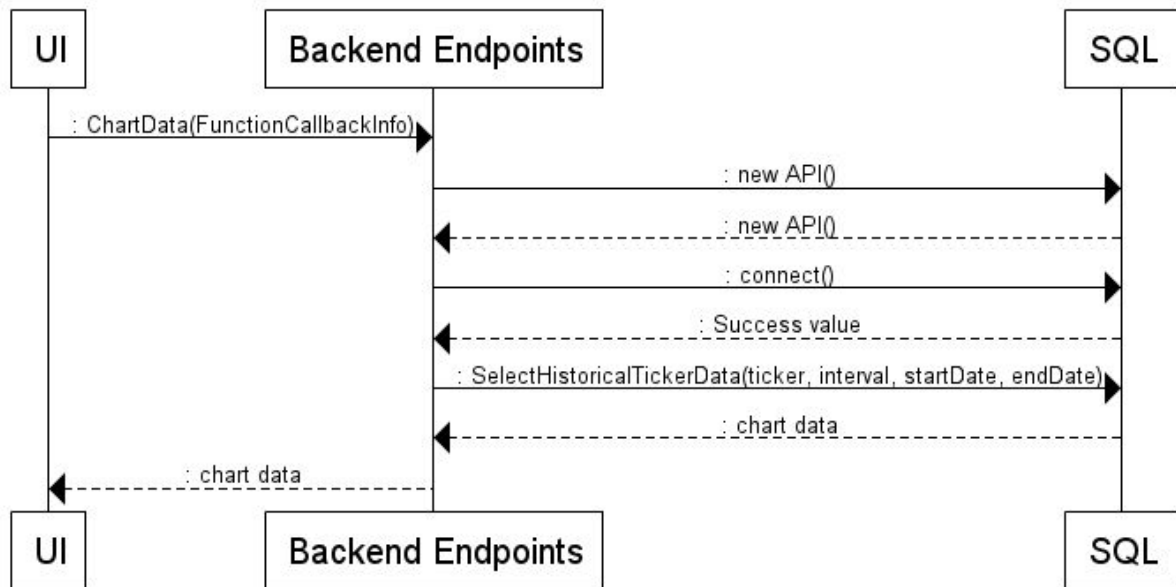 UI
Backend Endpoints
SQL
: ChartData(FunctionCallbackInfo)
: new API()
: new API()
: connect()
: Success value
: SelectHistoricalTickerData(ticker, interval, startDate, endDate)
: chart data
: chart data
UI
Backend Endpoints
SQL